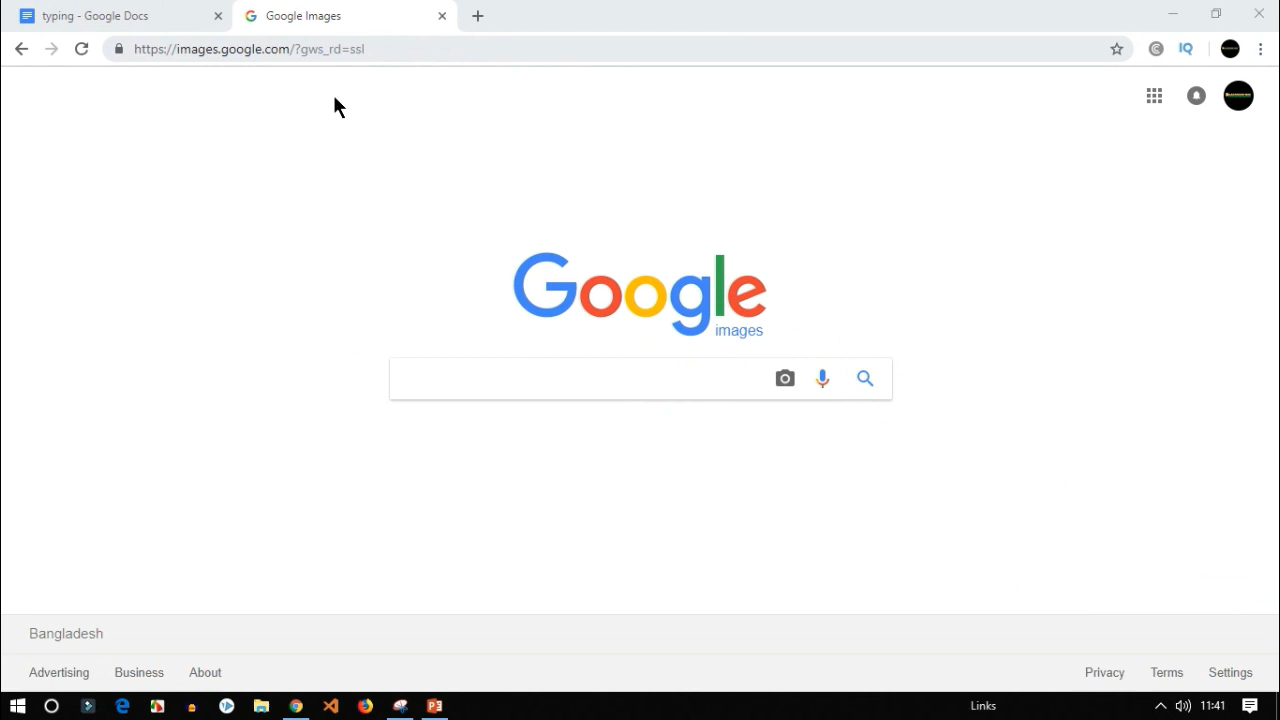 typing - Google Docs
Google Images
https://images.google.com/?gws_rd=ssl
IQ
Google
images
Bangladesh
Advertising Business About
Privacy Terms Settings
Links
11:41